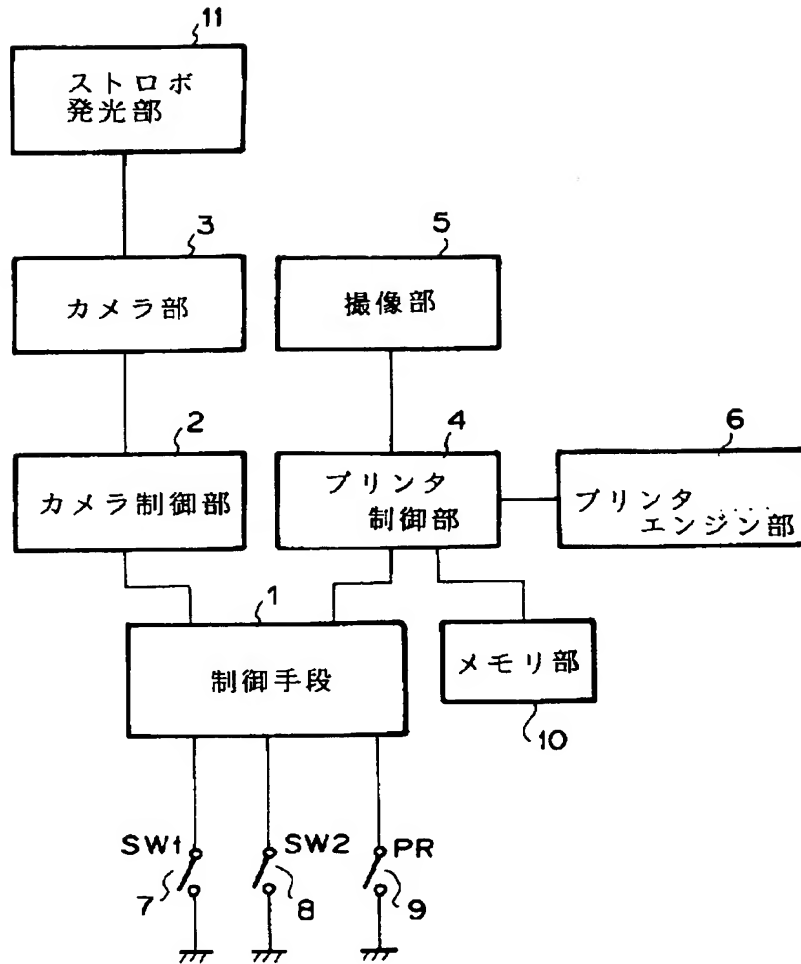 11
ストロボ
発光部
3
カメラ部
5
撮像部
2
カメラ制御部
4
プリンタ
制御部
6
プリンタ
エンジン部
1
制御手段
メモリ部
10
SW1
7
SW2
8
PR
9